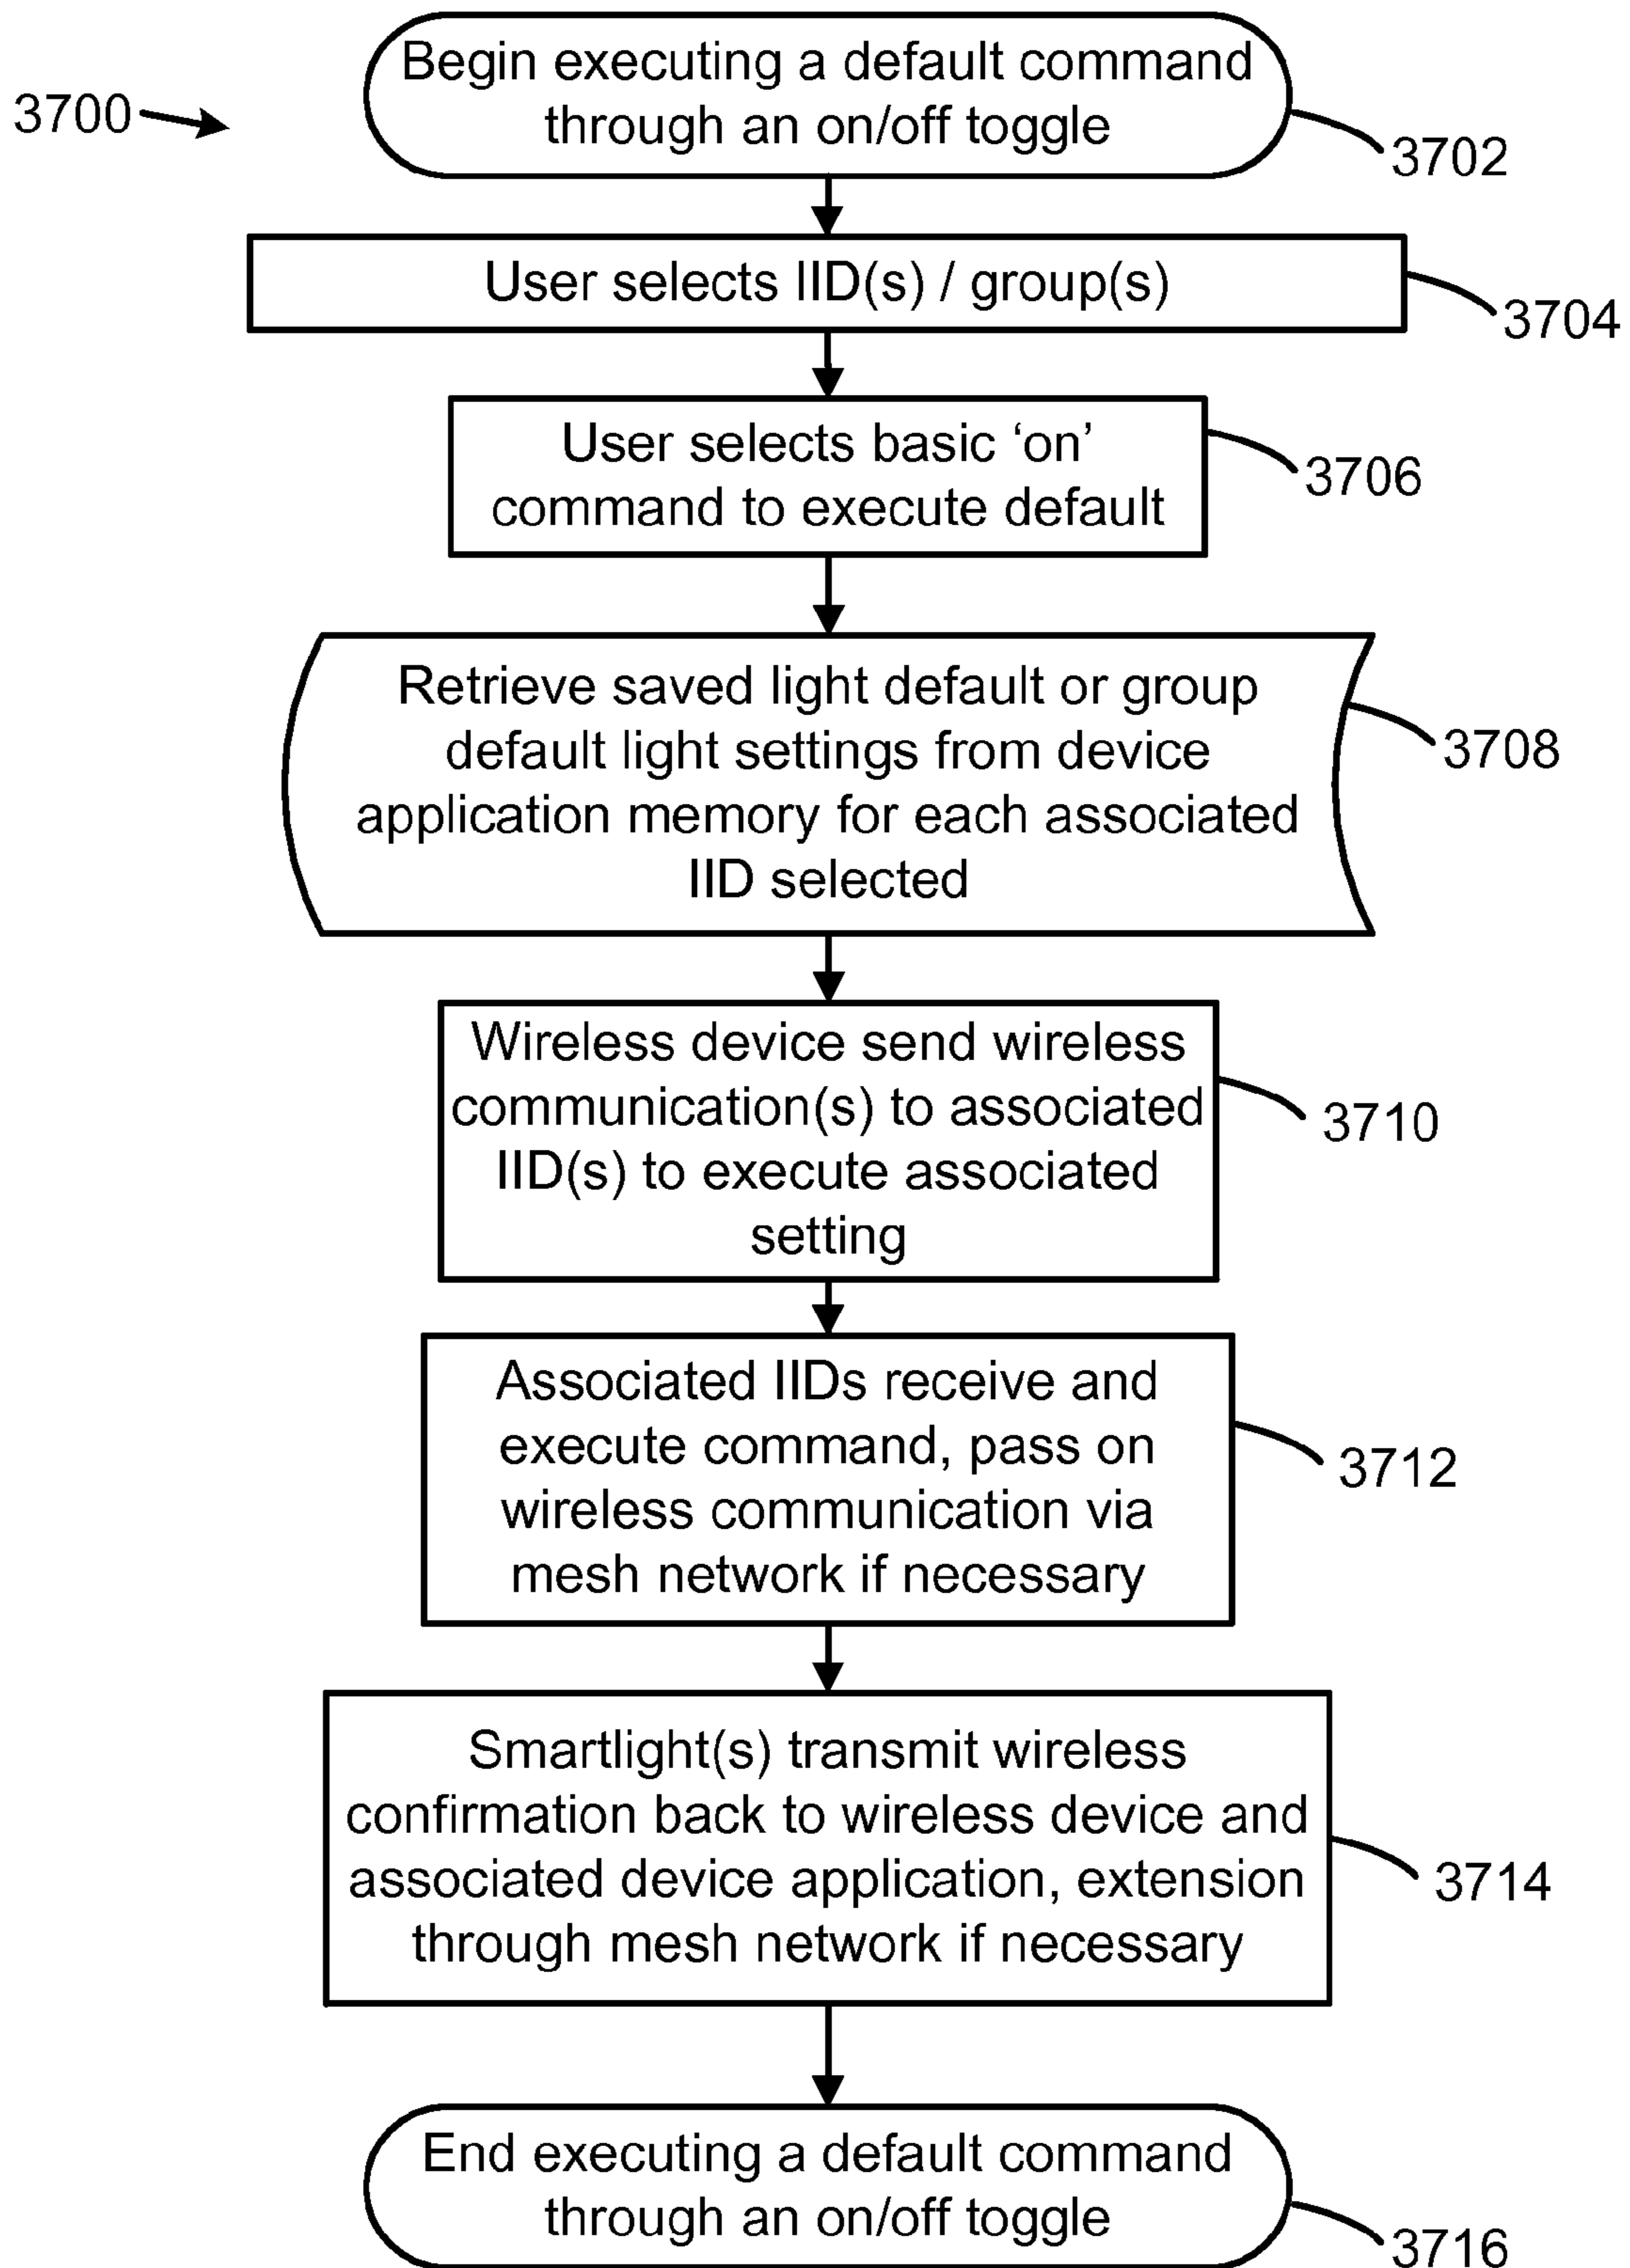 Begin executing a default command
through an on/off toggle
3700
3702
User selects IID(s) / group(s)
3704
User selects basic ‘on’
command to execute default
3706
Retrieve saved light default or group
default light settings from device
application memory for each associated
IID selected
3708
Wireless device send wireless
communication(s) to associated
IID(s) to execute associated
setting
3710
Associated IIDs receive and
execute command, pass on
wireless communication via
mesh network if necessary
3712
Smartlight(s) transmit wireless
confirmation back to wireless device and
associated device application, extension
through mesh network if necessary
3714
End executing a default command
through an on/off toggle
3716